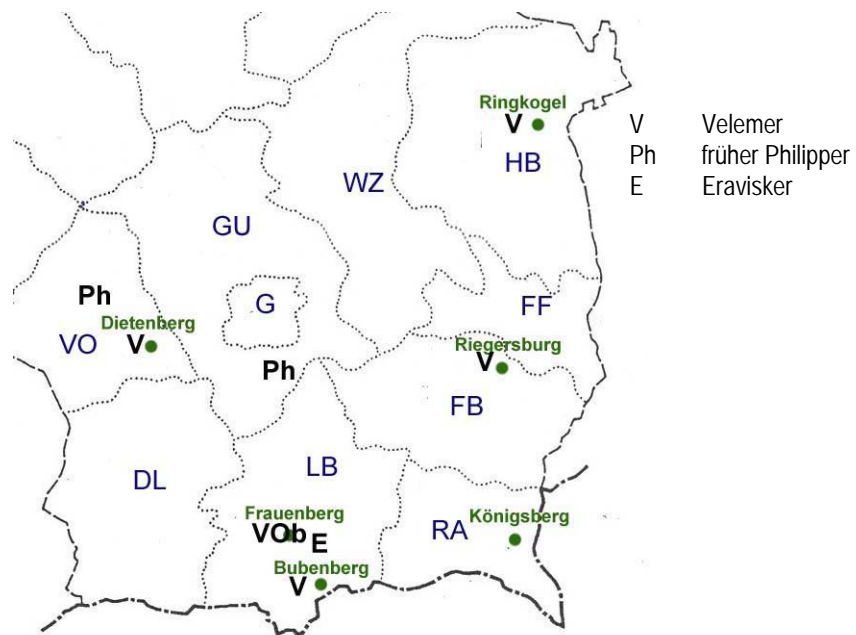 Ringkogel
V
HB
WZ
GU
Ph
G
FF
Dietenberg
V
VO
Ph
Riegersburg
V
FB
DL
LB
Frauenberg
VOb
E
Bubenberg
V
RA
Königsberg
V Velemer
Ph früher Philipper
E Eravisker